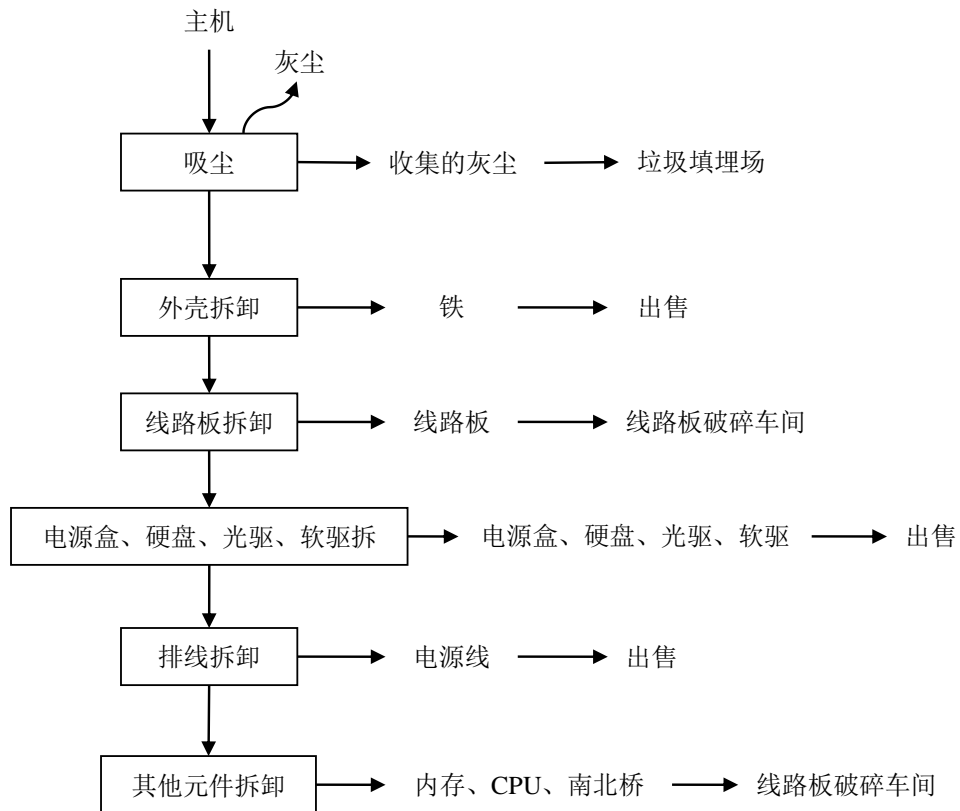 主机
灰尘
吸尘
收集的灰尘
垃圾填埋场
外壳拆卸
铁
出售
线路板拆卸
线路板
线路板破碎车间
电源盒、硬盘、光驱、软驱拆
电源盒、硬盘、光驱、软驱
出售
排线拆卸
电源线
出售
其他元件拆卸
内存、CPU、南北桥
线路板破碎车间